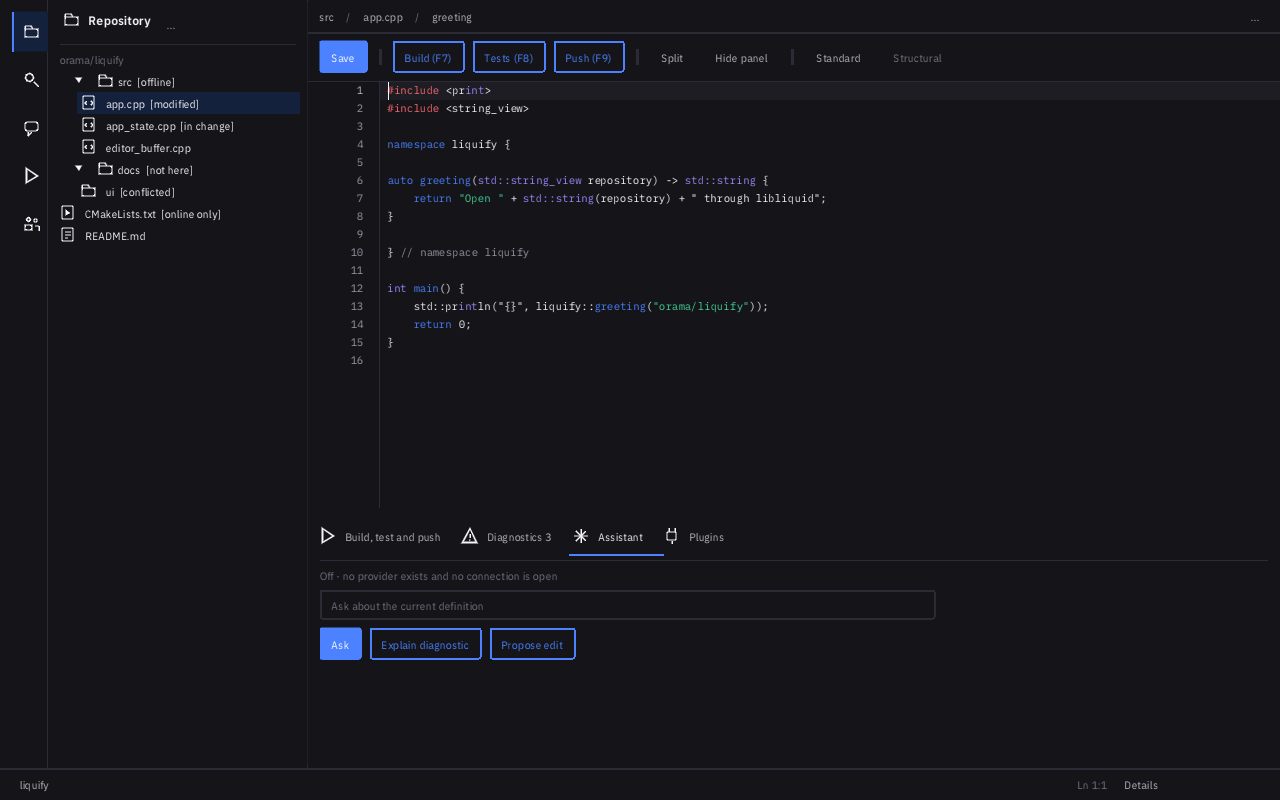 Repository ...
orama/liquify
src [offline]
app.cpp [modified]
app_state.cpp [in change]
editor_buffer.cpp
docs [not here]
ui [conflicted]
CMakeLists.txt [online only]
README.md
src / app.cpp / greeting ...
Save Build (F7) Tests (F8) Push (F9) Split Hide panel Standard Structural
1 #include <print>
2 #include <string_view>
3
4 namespace liquify {
5
6 auto greeting(std::string_view repository) -> std::string {
7     return "Open " + std::string(repository) + " through libliquid";
8 }
9
10 } // namespace liquify
11
12 int main() {
13     std::println("{}", liquify::greeting("orama/liquify"));
14     return 0;
15 }
16
Build, test and push Diagnostics 3 Assistant Plugins
Off · no provider exists and no connection is open
Ask about the current definition
Ask Explain diagnostic Propose edit
liquify Ln 1:1 Details